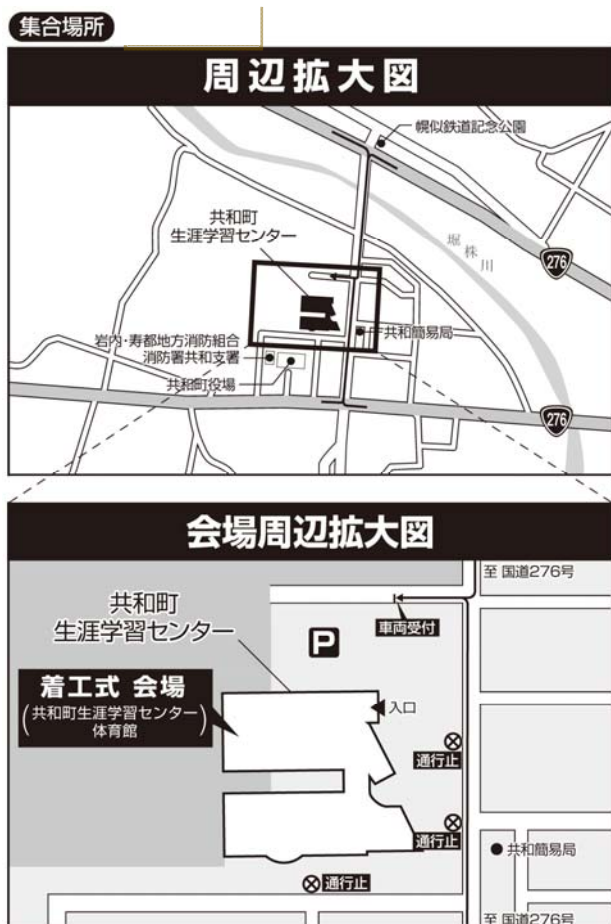 集合場所
周辺拡大図
幌似鉄道記念公園
共和町
生涯学習センター
堀株川
276
岩内・寿都地方消防組合
消防署共和支署
〒共和簡易局
共和町役場
276
会場周辺拡大図
至 国道276号
共和町
生涯学習センター
P
車両受付
着工式 会場
(共和町生涯学習センター)
体育館
入口
通行止
通行止
共和簡易局
通行止
至 国道276号